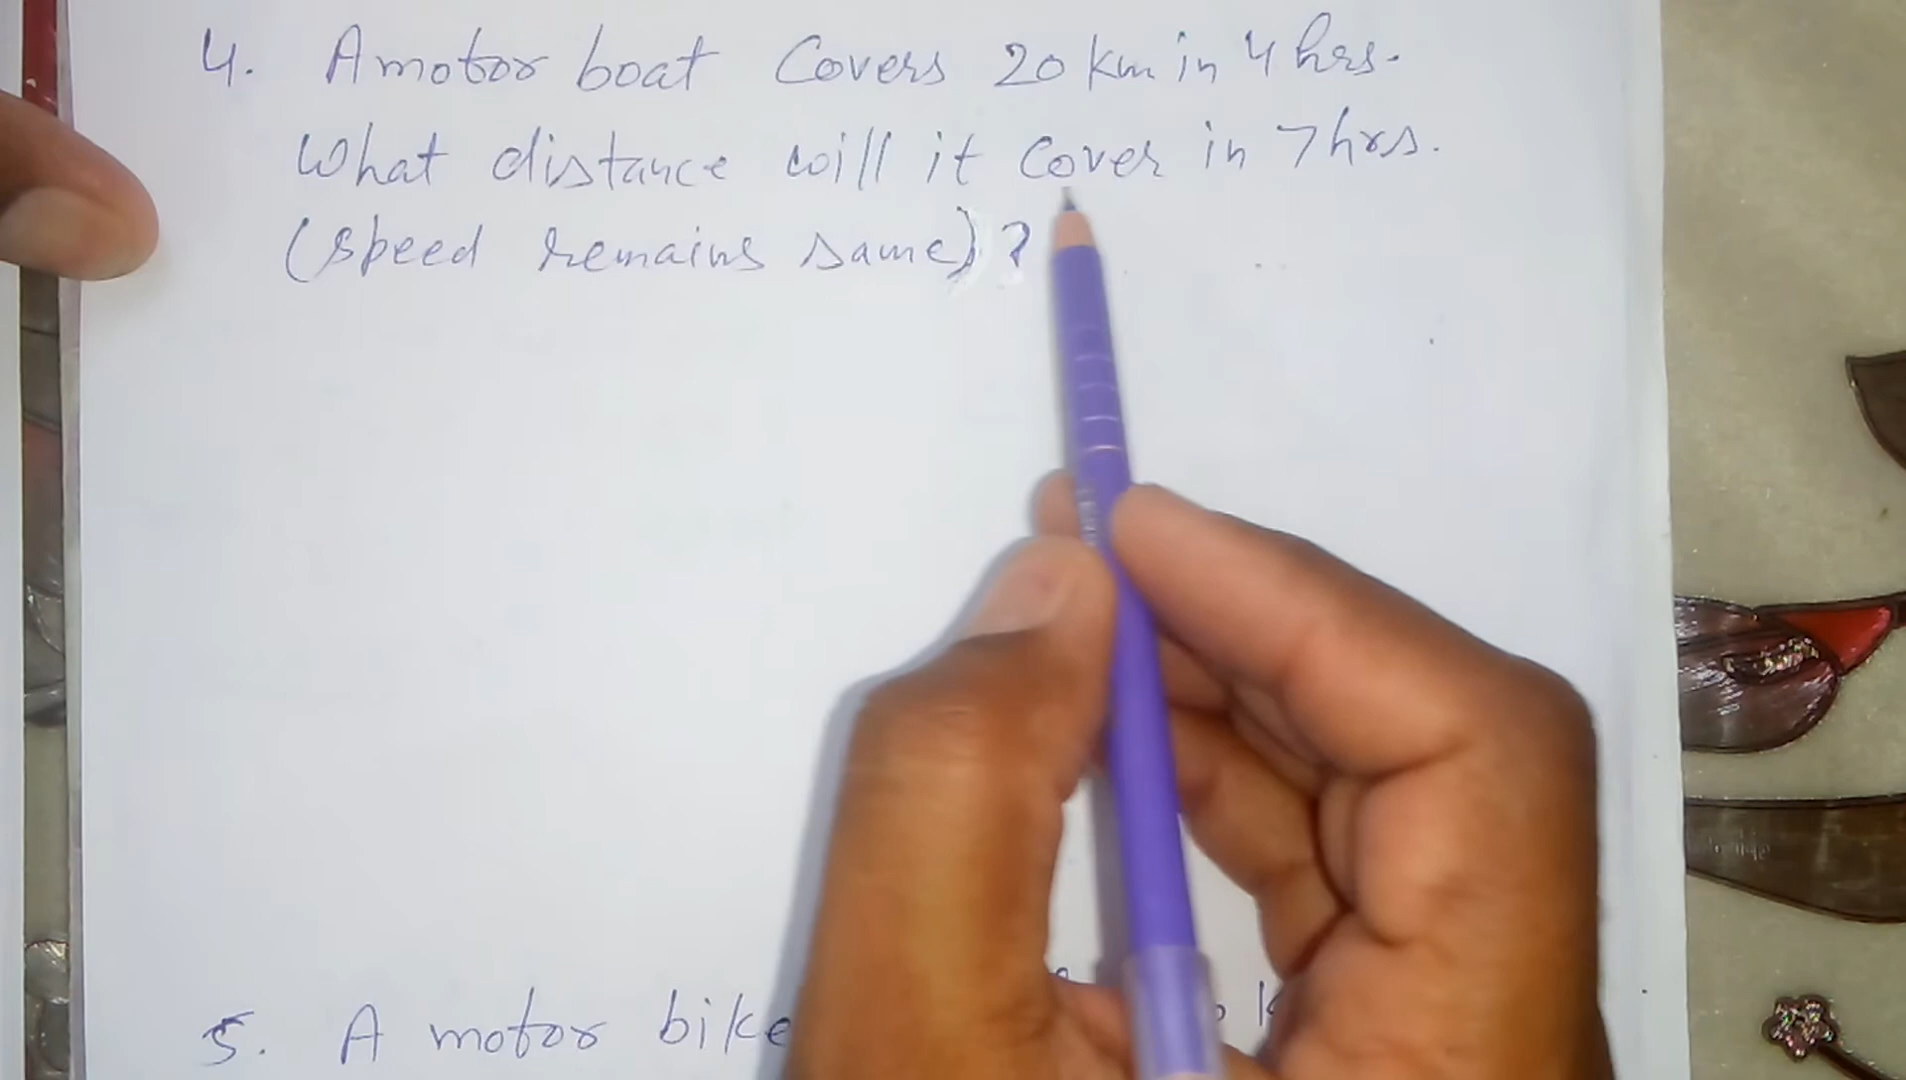 4. A motor boat Covers 20 km in 4 hrs.
What distance will it cover in 7 hrs.
(speed remains same)?
5. A motor bike